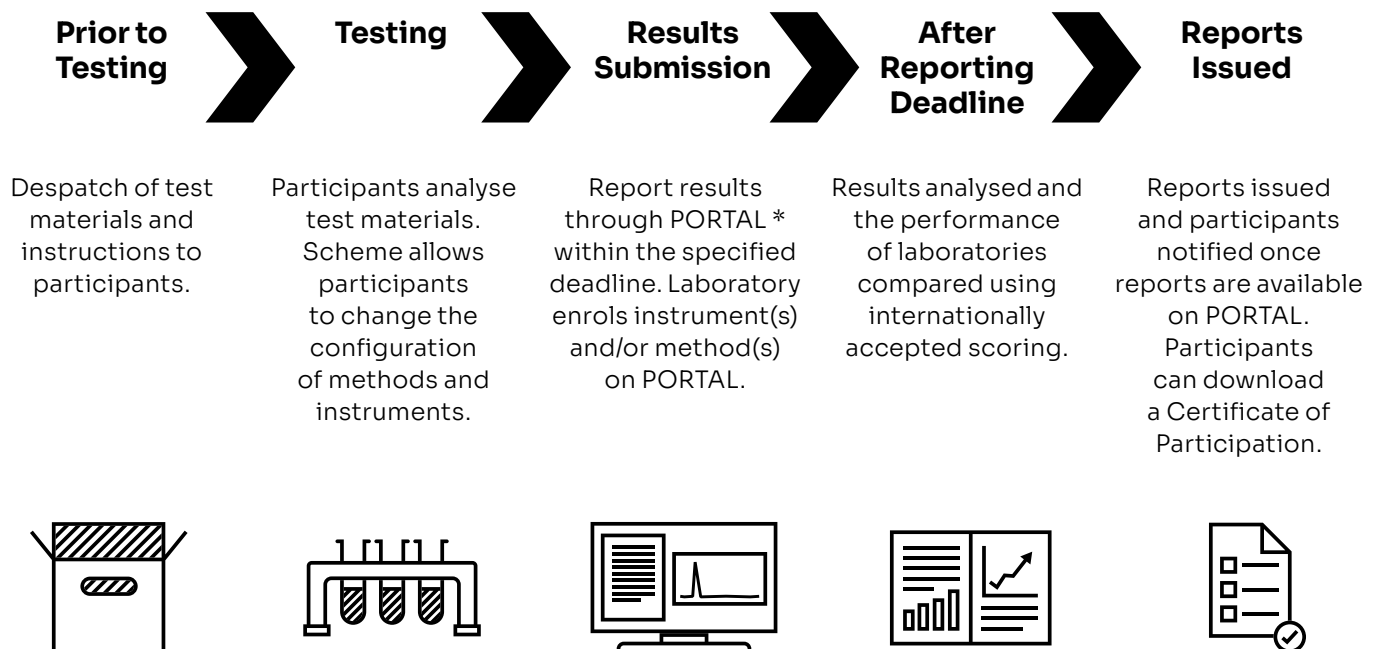 Prior to
Testing
Testing
Results
Submission
After
Reporting
Deadline
Reports
Issued
Despatch of test
materials and
instructions to
participants.
Participants analyse
test materials.
Scheme allows
participants
to change the
configuration
of methods and
instruments.
Report results
through PORTAL *
within the specified
deadline. Laboratory
enrols instrument(s)
and/or method(s)
on PORTAL.
Results analysed and
the performance
of laboratories
compared using
internationally
accepted scoring.
Reports issued
and participants
notified once
reports are available
on PORTAL.
Participants
can download
a Certificate of
Participation.